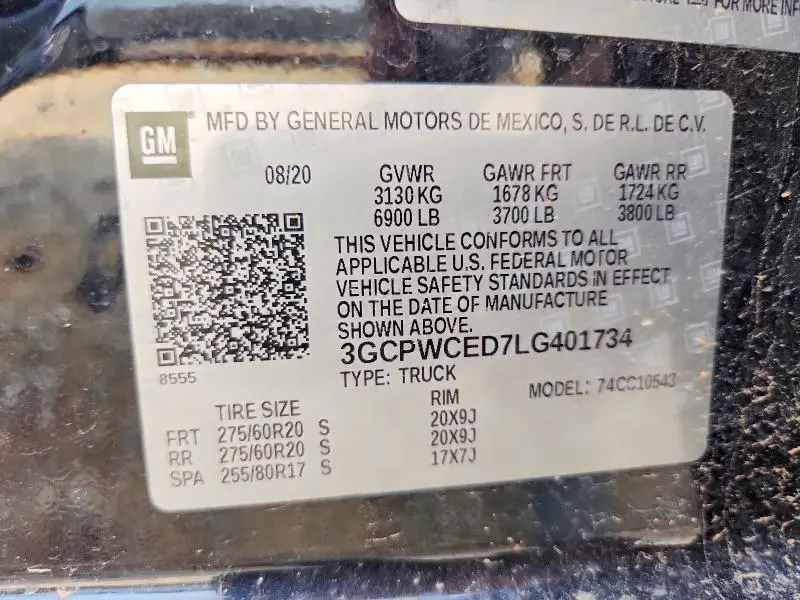 FOR MORE INF
GM
MFD BY GENERAL MOTORS DE MEXICO, S. DE R.L. DE C.V.
08/20 GVWR GAWR FRT GAWR RR
3130 KG 1678 KG 1724 KG
6900 LB 3700 LB 3800 LB
THIS VEHICLE CONFORMS TO ALL
APPLICABLE U.S. FEDERAL MOTOR
VEHICLE SAFETY STANDARDS IN EFFECT
ON THE DATE OF MANUFACTURE
SHOWN ABOVE.
3GCPWCED7LG401734
8555
TYPE: TRUCK
MODEL: 74CC10543
TIRE SIZE RIM
FRT 275/60R20 S 20X9J
RR 275/60R20 S 20X9J
SPA 255/80R17 S 17X7J